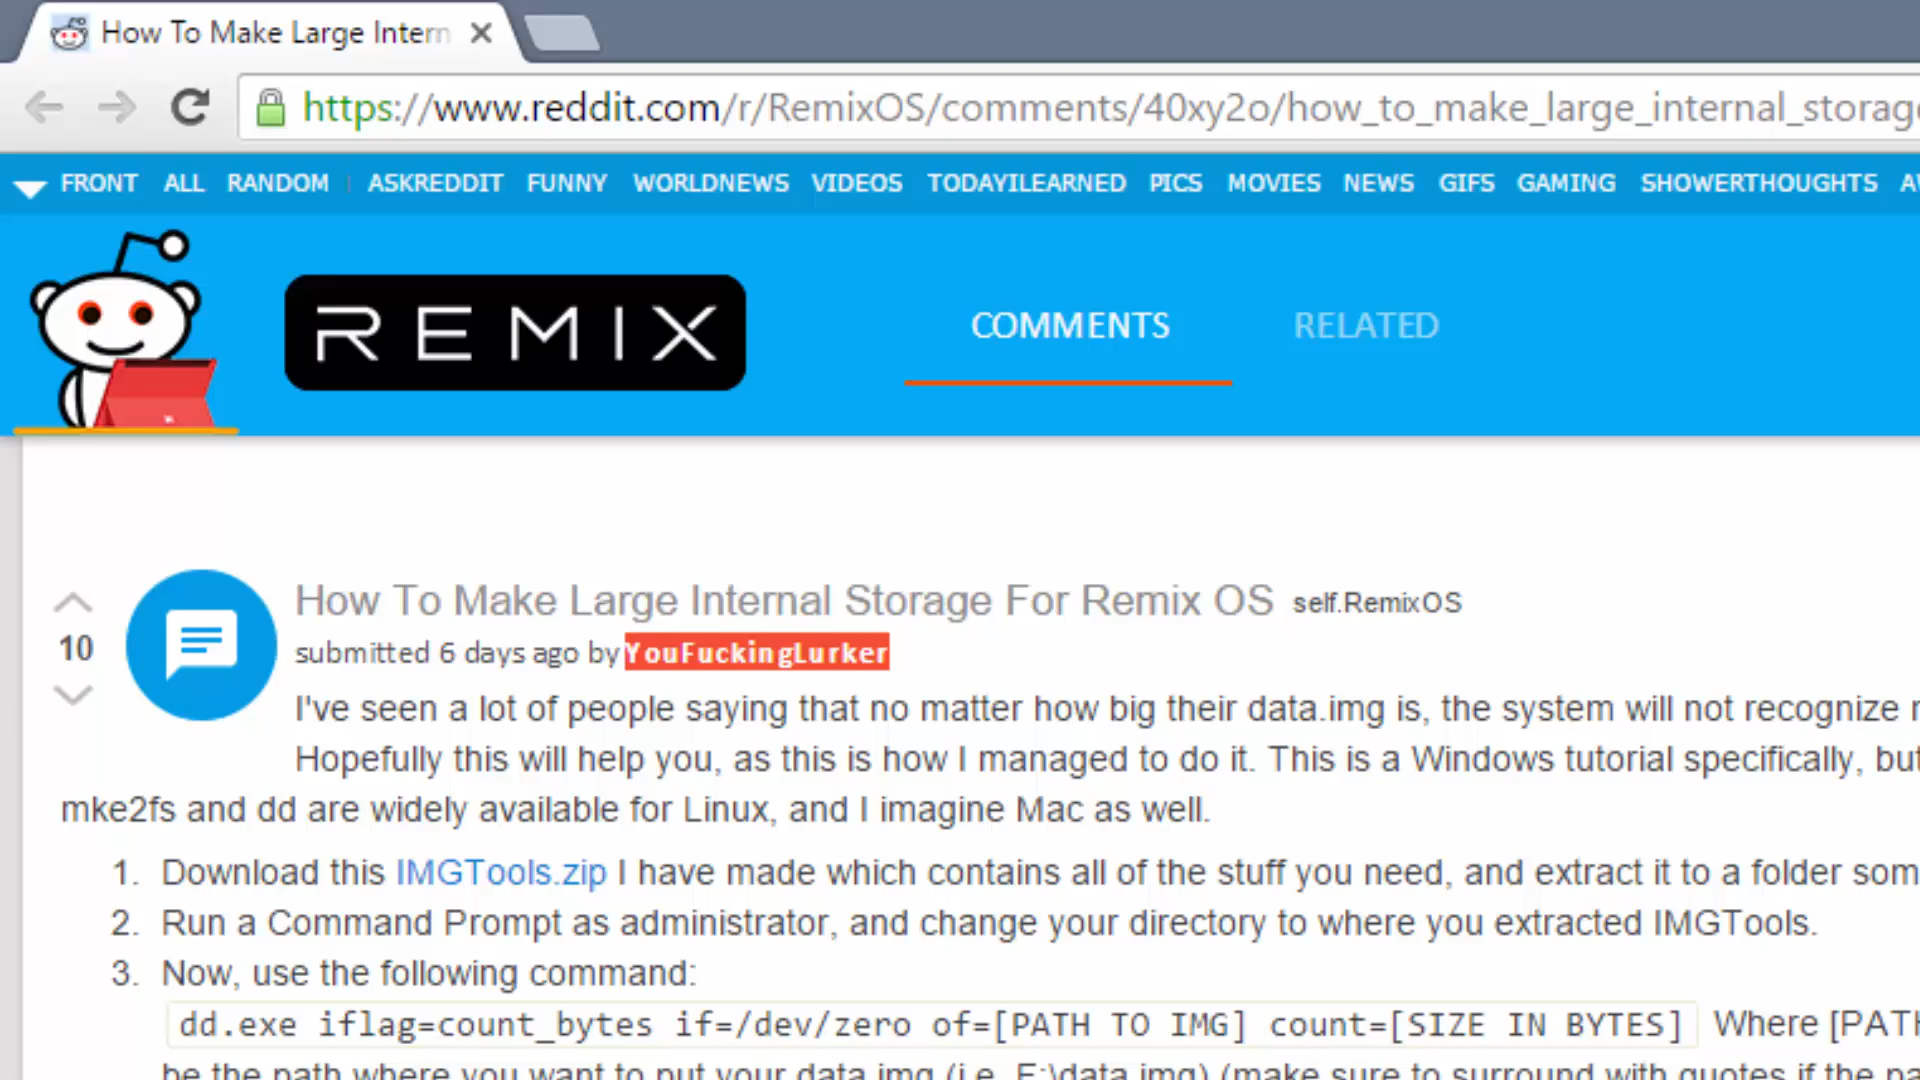 How To Make Large Intern
https://www.reddit.com/r/RemixOS/comments/40xy2o/how_to_make_large_internal_storage
FRONT ALL RANDOM | ASKREDDIT FUNNY WORLDNEWS VIDEOS TODAYILEARNED PICS MOVIES NEWS GIFS GAMING SHOWERTHOUGHTS
REMIX COMMENTS RELATED
How To Make Large Internal Storage For Remix OS self.RemixOS
10 submitted 6 days ago by YouFuckingLurker
I've seen a lot of people saying that no matter how big their data.img is, the system will not recognize
Hopefully this will help you, as this is how I managed to do it. This is a Windows tutorial specifically, but
mke2fs and dd are widely available for Linux, and I imagine Mac as well.
1. Download this IMGTools.zip I have made which contains all of the stuff you need, and extract it to a folder som
2. Run a Command Prompt as administrator, and change your directory to where you extracted IMGTools.
3. Now, use the following command:
dd.exe iflag=count_bytes if=/dev/zero of=[PATH TO IMG] count=[SIZE IN BYTES] Where [PATH
be the path where you want to put your data.img (i.e. E:\data.img) (make sure to surround with quotes if the pa